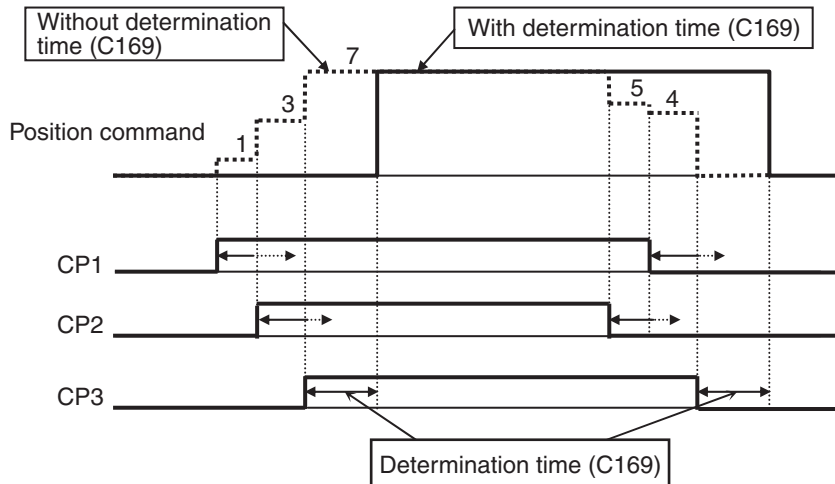 Without determination
time (C169)
With determination time (C169)
7
3
5
4
Position command
1
CP1
CP2
CP3
Determination time (C169)